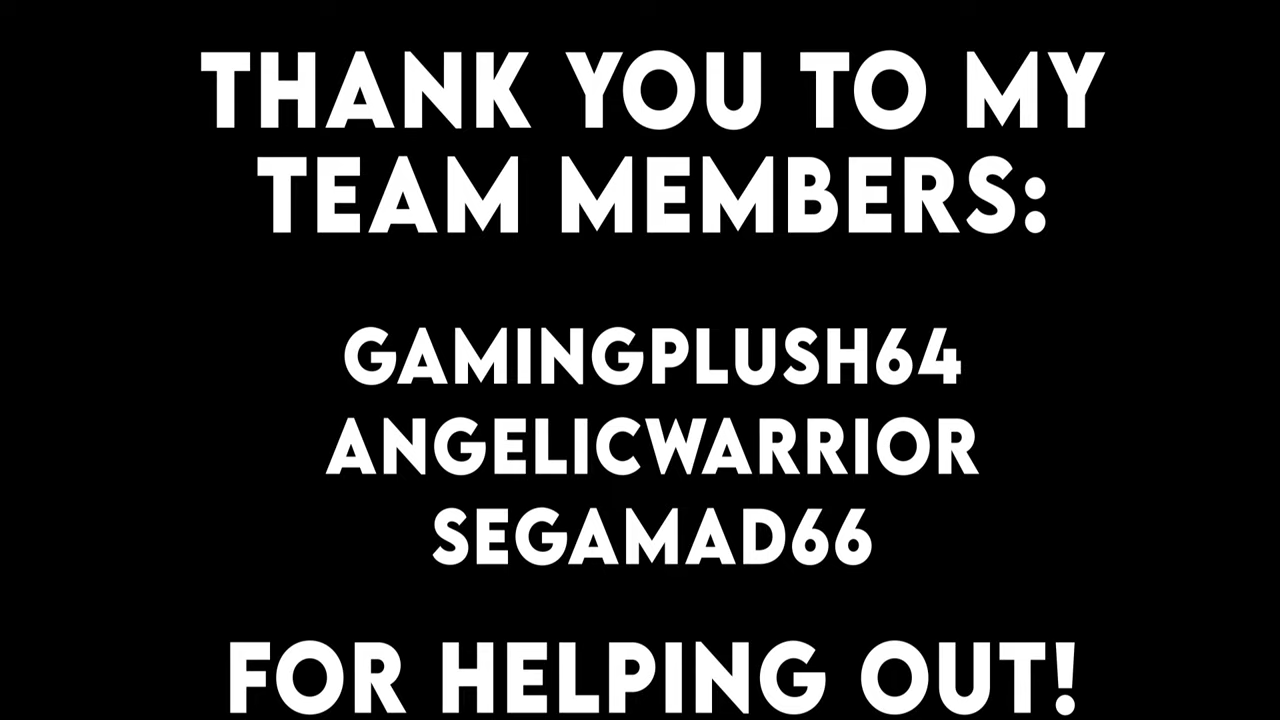 THANK YOU TO MY
TEAM MEMBERS:
GAMINGPLUSH64
ANGELICWARRIOR
SEGAMAD66
FOR HELPING OUT!